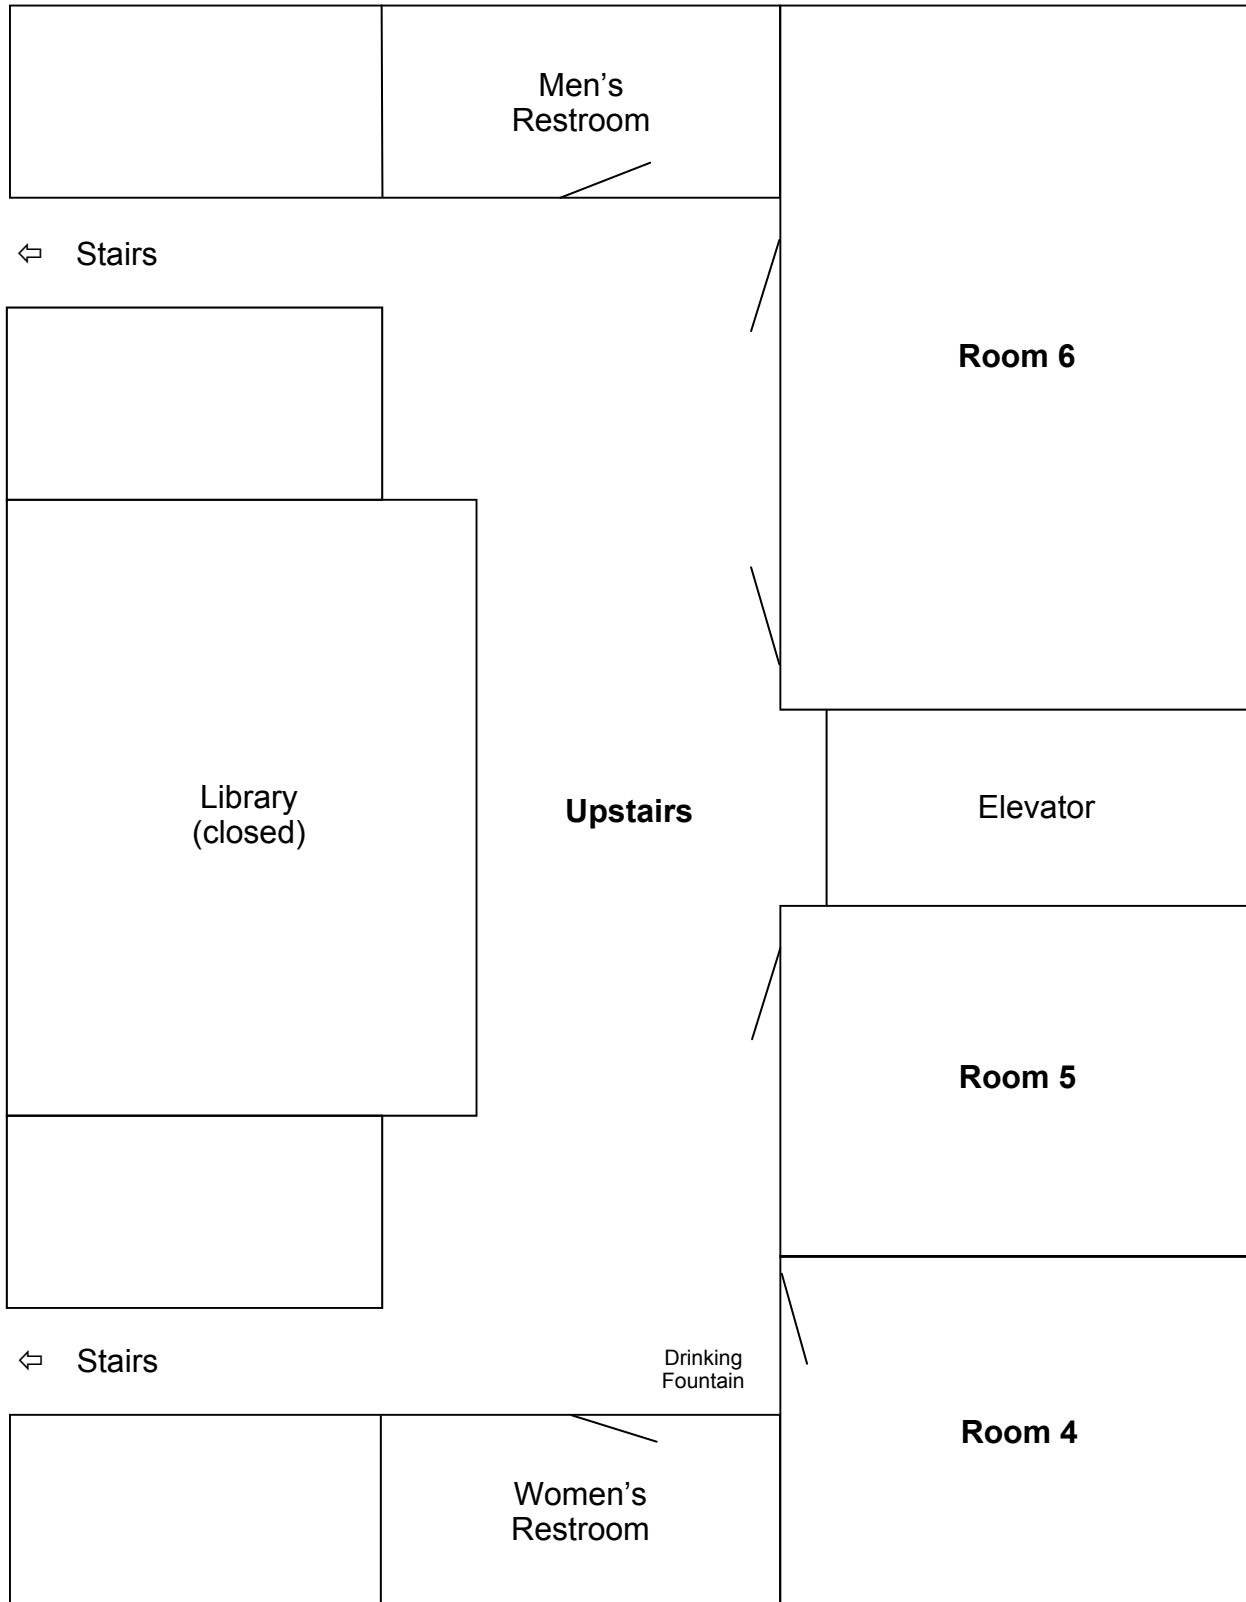 Men’s
Restroom
⇦ Stairs
Room 6
Library
(closed)
Upstairs
Elevator
Room 5
⇦ Stairs
Drinking
Fountain
Room 4
Women’s
Restroom